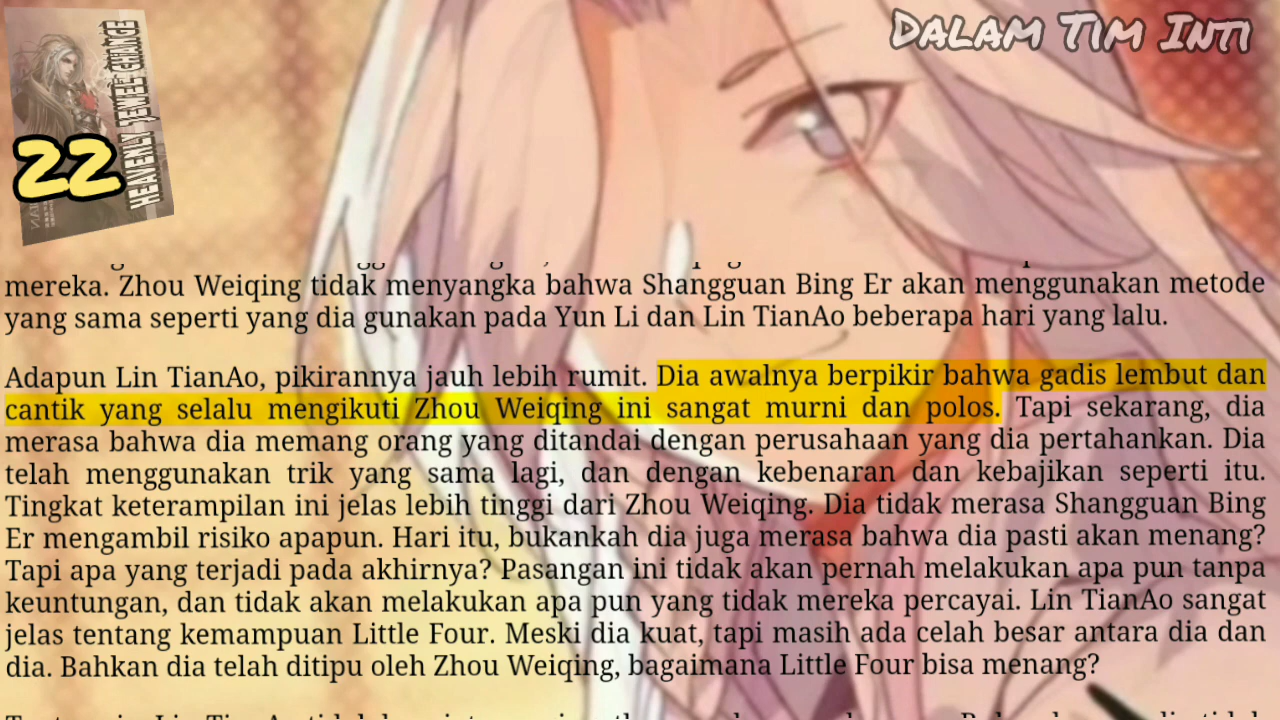 DALAM TIM INTI
HEAVENLY JEWEL CHANGE
22
mereka. Zhou Weiqing tidak menyangka bahwa Shangguan Bing Er akan menggunakan metode
yang sama seperti yang dia gunakan pada Yun Li dan Lin TianAo beberapa hari yang lalu.
Adapun Lin TianAo, pikirannya jauh lebih rumit. Dia awalnya berpikir bahwa gadis lembut dan
cantik yang selalu mengikuti Zhou Weiqing ini sangat murni dan polos. Tapi sekarang, dia
merasa bahwa dia memang orang yang ditandai dengan perusahaan yang dia pertahankan. Dia
telah menggunakan trik yang sama lagi, dan dengan kebenaran dan kebajikan seperti itu.
Tingkat keterampilan ini jelas lebih tinggi dari Zhou Weiqing. Dia tidak merasa Shangguan Bing
Er mengambil risiko apapun. Hari itu, bukankah dia juga merasa bahwa dia pasti akan menang?
Tapi apa yang terjadi pada akhirnya? Pasangan ini tidak akan pernah melakukan apa pun tanpa
keuntungan, dan tidak akan melakukan apa pun yang tidak mereka percayai. Lin TianAo sangat
jelas tentang kemampuan Little Four. Meski dia kuat, tapi masih ada celah besar antara dia dan
dia. Bahkan dia telah ditipu oleh Zhou Weiqing, bagaimana Little Four bisa menang?